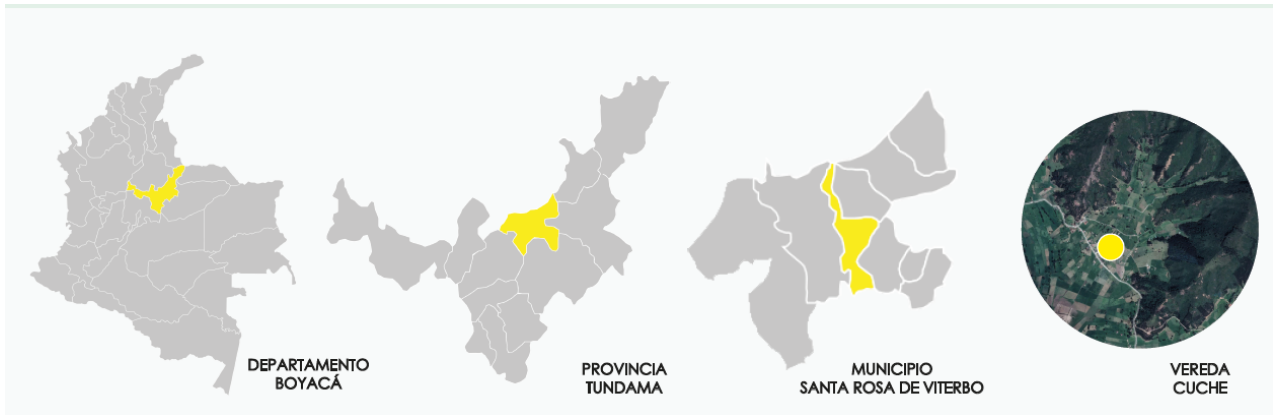 DEPARTAMENTO
BOYACÁ
PROVINCIA
TUNDAMA
MUNICIPIO
SANTA ROSA DE VITERBO
VEREDA
CUCHE